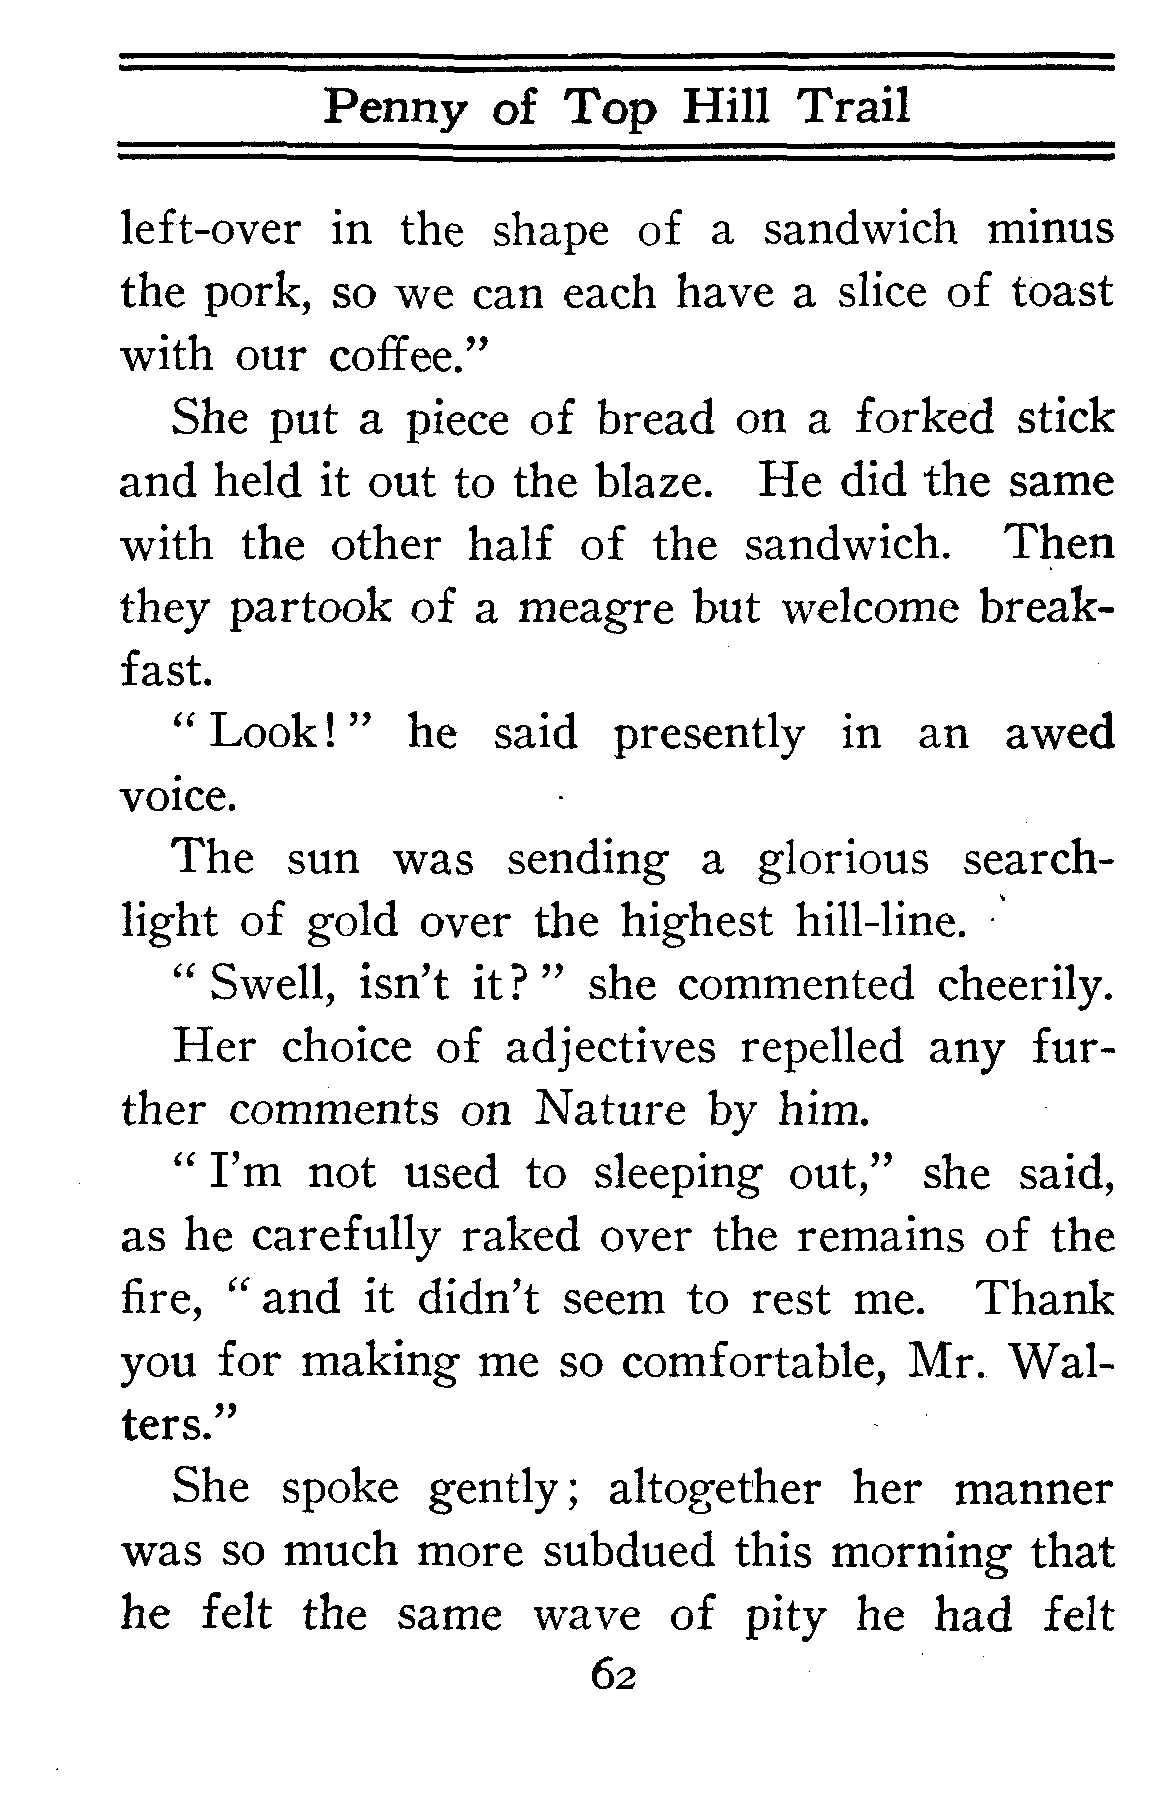 Penny of Top Hill Trail
left-over in the shape of a sandwich minus
the pork, so we can each have a slice of toast
with our coffee.”
She put a piece of bread on a forked stick
and held it out to the blaze. He did the same
with the other half of the sandwich. Then
they partook of a meagre but welcome break-
fast.
“ Look! ” he said presently in an awed
voice.
The sun was sending a glorious search-
light of gold over the highest hill-line.
“ Swell, isn’t it? ” she commented cheerily.
Her choice of adjectives repelled any fur-
ther comments on Nature by him.
“ I’m not used to sleeping out,” she said,
as he carefully raked over the remains of the
fire, “ and it didn’t seem to rest me. Thank
you for making me so comfortable, Mr. Wal-
ters.”
She spoke gently; altogether her manner
was so much more subdued this morning that
he felt the same wave of pity he had felt
62